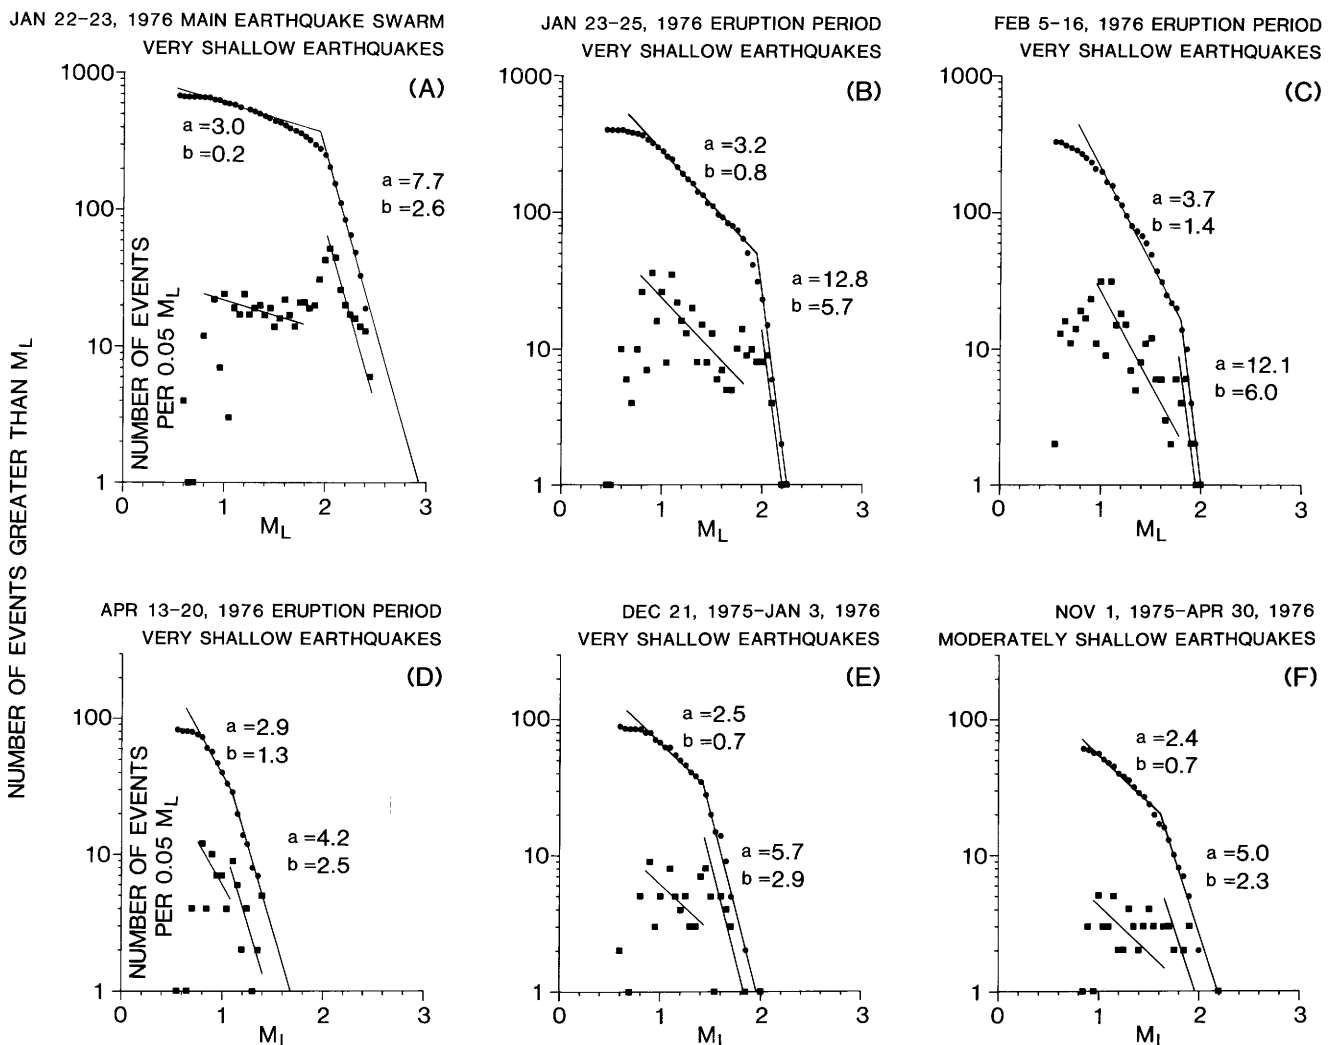 NUMBER OF EVENTS GREATER THAN ML
JAN 22-23, 1976 MAIN EARTHQUAKE SWARM
VERY SHALLOW EARTHQUAKES
(A)
1000
100
10
1
a =3.0
b =0.2
a =7.7
b =2.6
NUMBER OF EVENTS
PER 0.05 ML
0 1 2 3
ML
JAN 23-25, 1976 ERUPTION PERIOD
VERY SHALLOW EARTHQUAKES
(B)
1000
100
10
1
a =3.2
b =0.8
a =12.8
b =5.7
0 1 2 3
ML
FEB 5-16, 1976 ERUPTION PERIOD
VERY SHALLOW EARTHQUAKES
(C)
1000
100
10
1
a =3.7
b =1.4
a =12.1
b =6.0
0 1 2 3
ML
APR 13-20, 1976 ERUPTION PERIOD
VERY SHALLOW EARTHQUAKES
(D)
100
10
1
a =2.9
b =1.3
a =4.2
b =2.5
NUMBER OF EVENTS
PER 0.05 ML
0 1 2 3
ML
DEC 21, 1975-JAN 3, 1976
VERY SHALLOW EARTHQUAKES
(E)
100
10
1
a =2.5
b =0.7
a =5.7
b =2.9
0 1 2 3
ML
NOV 1, 1975-APR 30, 1976
MODERATELY SHALLOW EARTHQUAKES
(F)
100
10
1
a =2.4
b =0.7
a =5.0
b =2.3
0 1 2 3
ML